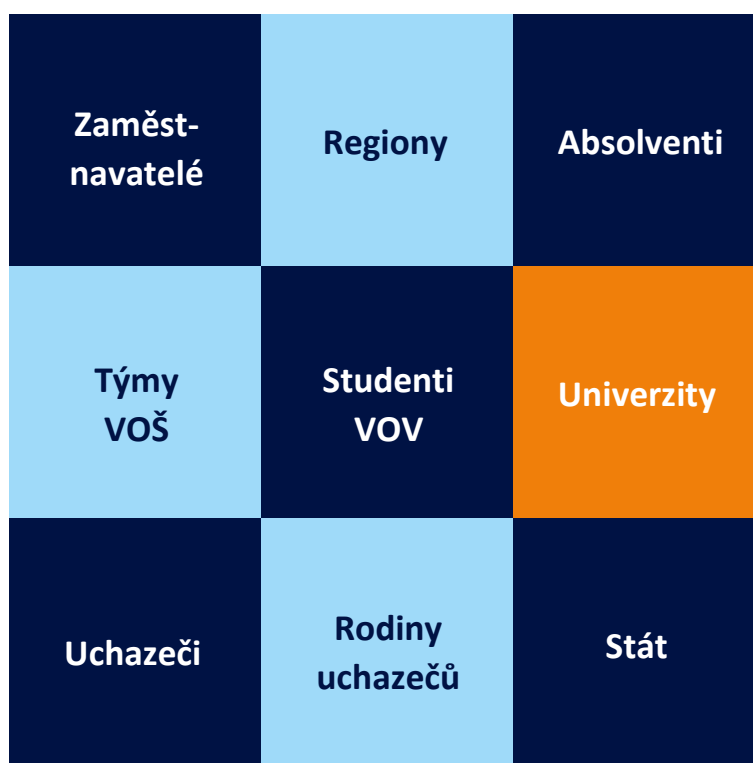 Zaměst-
navatelé
Regiony
Absolventi
Týmy
VOŠ
Studenti
VOV
Univerzity
Uchazeči
Rodiny
uchazečů
Stát